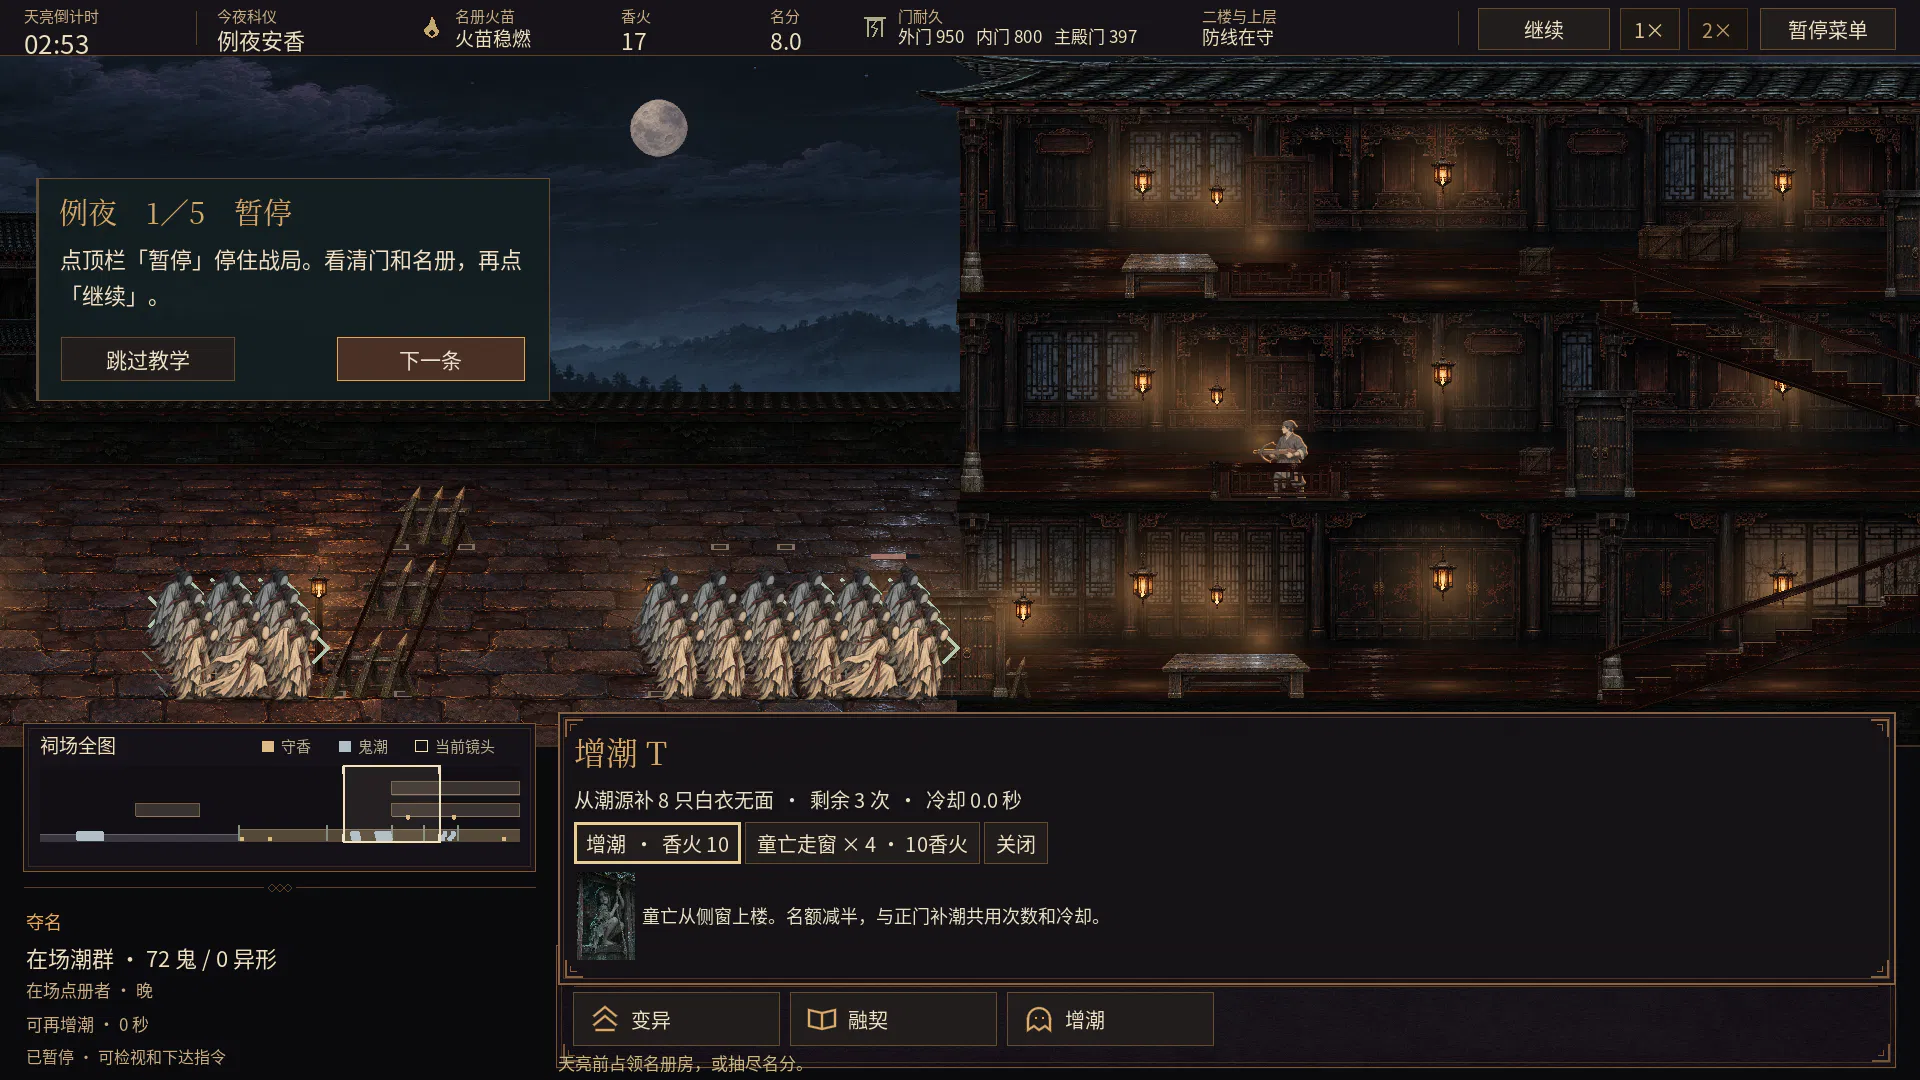 天亮倒计时
02:53
今夜科仪
例夜安香
名册火苗
火苗稳燃
香火
17
名分
8.0
门耐久
外门 950 内门 800 主殿门 397
二楼与上层
防线在守
继续
1×
2×
暂停菜单
例夜 1／5 暂停
点顶栏「暂停」停住战局。看清门和名册，再点
「继续」。
跳过教学
下一条
祠场全图
守香
鬼潮
当前镜头
夺名
在场潮群 · 72 鬼 / 0 异形
在场点册者 · 晚
可再增潮 · 0 秒
已暂停 · 可检视和下达指令
增潮 T
从潮源补 8 只白衣无面 · 剩余 3 次 · 冷却 0.0 秒
增潮 · 香火 10
童亡走窗 × 4 · 10香火
关闭
童亡从侧窗上楼。名额减半，与正门补潮共用次数和冷却。
变异
融契
增潮
天亮前占领名册房，或抽尽名分。